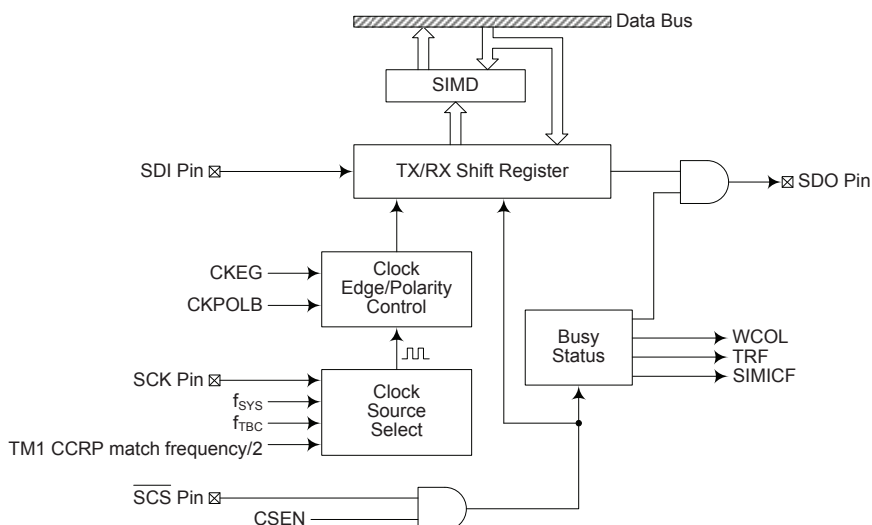 Data Bus
SIMD
SDI Pin
TX/RX Shift Register
SDO Pin
CKEG
CKPOLB
Clock
Edge/Polarity
Control
Busy
Status
WCOL
TRF
SIMICF
SCK Pin
fSYS
fTBC
TM1 CCRP match frequency/2
Clock
Source
Select
SCS Pin
CSEN